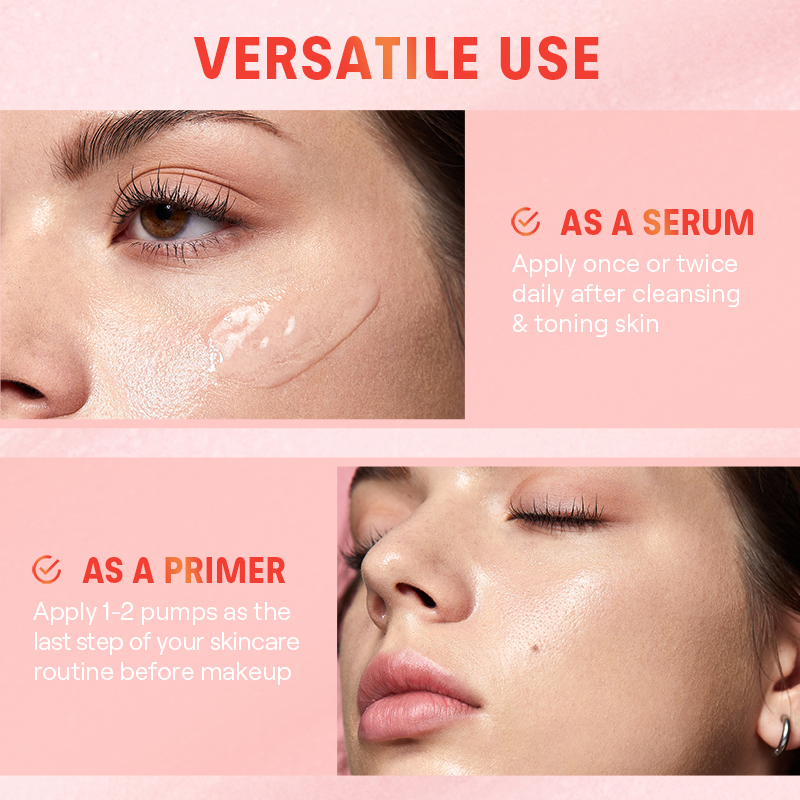 VERSATILE USE
AS A SERUM
Apply once or twice
daily after cleansing
& toning skin
AS A PRIMER
Apply 1-2 pumps as the
last step of your skincare
routine before makeup